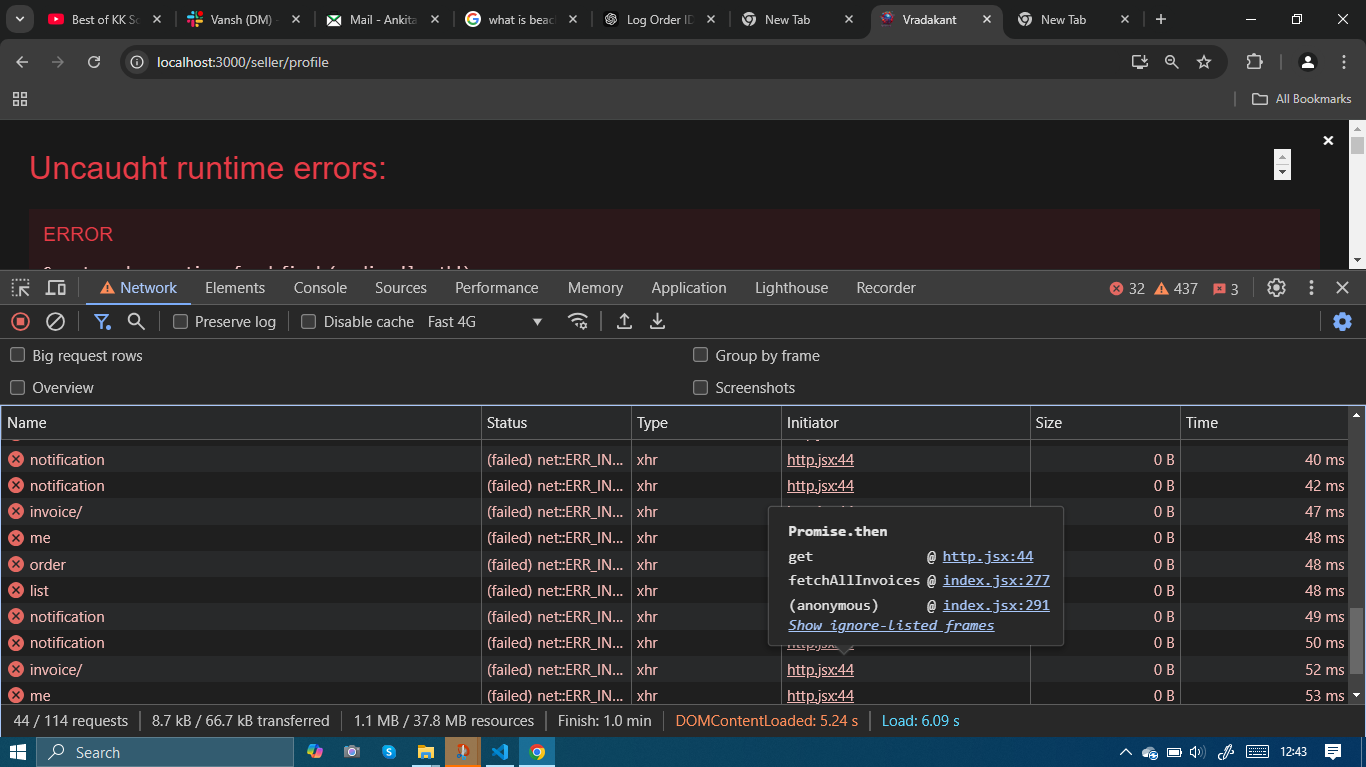 Best of KK So
Vansh (DM) -
Mail - Ankita
what is beac
Log Order ID
New Tab
Vradakant
New Tab
localhost:3000/seller/profile
All Bookmarks
Uncaught runtime errors:
ERROR
Network Elements Console Sources Performance Memory Application Lighthouse Recorder 32 437 3
Preserve log Disable cache Fast 4G
Big request rows Group by frame
Overview Screenshots
Name Status Type Initiator Size Time
notification (failed) net::ERR_IN... xhr http.jsx:44 0 B 40 ms
notification (failed) net::ERR_IN... xhr http.jsx:44 0 B 42 ms
invoice/ (failed) net::ERR_IN... xhr 0 B 47 ms
me (failed) net::ERR_IN... xhr 0 B 48 ms
order (failed) net::ERR_IN... xhr 0 B 48 ms
list (failed) net::ERR_IN... xhr 0 B 48 ms
notification (failed) net::ERR_IN... xhr 0 B 49 ms
notification (failed) net::ERR_IN... xhr http.jsx:44 0 B 50 ms
invoice/ (failed) net::ERR_IN... xhr http.jsx:44 0 B 52 ms
me (failed) net::ERR_IN... xhr http.jsx:44 0 B 53 ms
Promise.then
get @ http.jsx:44
fetchAllInvoices @ index.jsx:277
(anonymous) @ index.jsx:291
Show ignore-listed frames
44 / 114 requests 8.7 kB / 66.7 kB transferred 1.1 MB / 37.8 MB resources Finish: 1.0 min DOMContentLoaded: 5.24 s Load: 6.09 s
Search 12:43